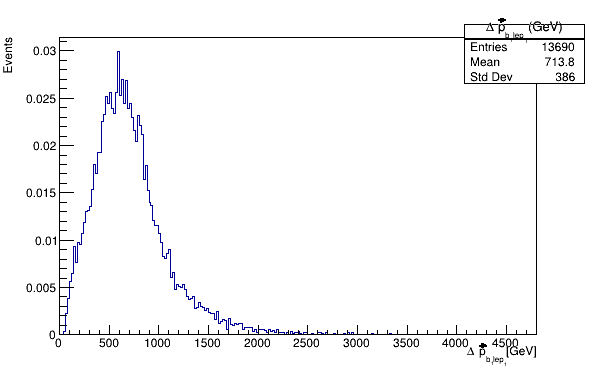 Δ p⃗ b,lep₁ (GeV)
Entries 13690
Mean 713.8
Std Dev 386
Events
0.03
0.025
0.02
0.015
0.01
0.005
0
0 500 1000 1500 2000 2500 3000 3500 4000 4500
Δ p⃗ b₁lep₁ [GeV]